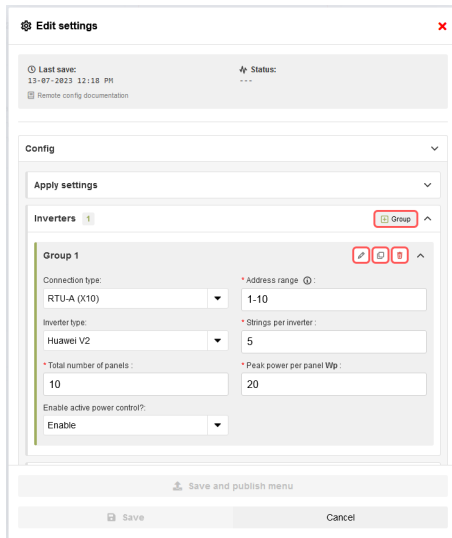 Edit settings
Last save:
13-07-2023 12:18 PM
Remote config documentation
Status:
---
Config
Apply settings
Inverters 1
Group
Group 1
Connection type:
* Address range :
RTU-A (X10)
1-10
Inverter type:
* Strings per inverter :
Huawei V2
5
* Total number of panels :
* Peak power per panel Wp :
10
20
Enable active power control?:
Enable
Save and publish menu
Save
Cancel